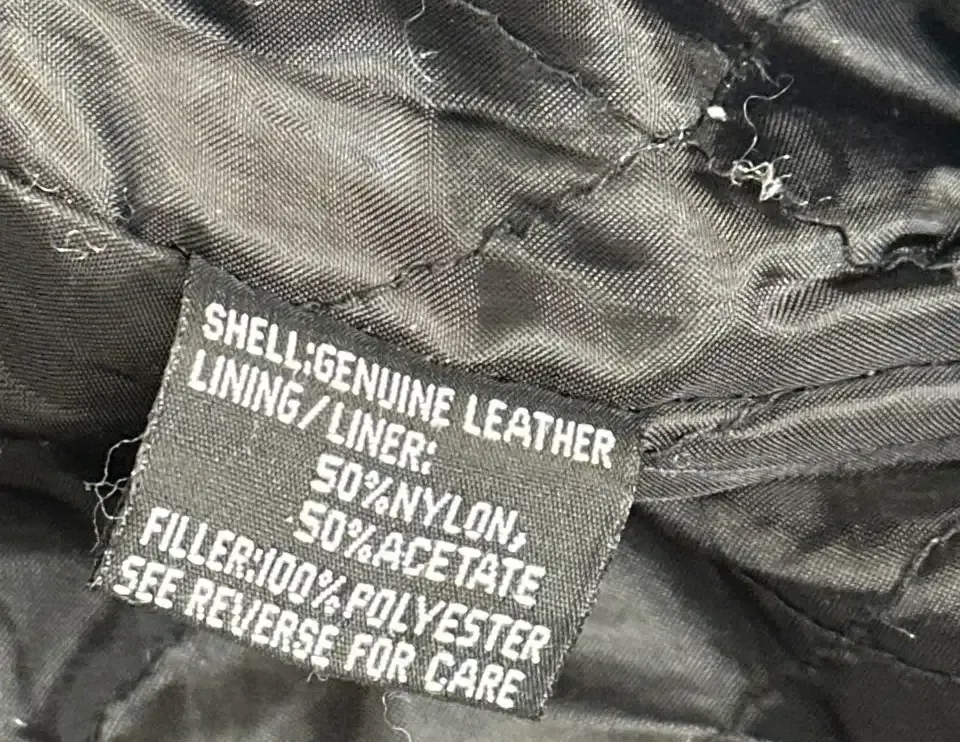 SHELL:GENUINE LEATHER
LINING/LINER:
50%NYLON,
50%ACETATE
FILLER:100%POLYESTER
SEE REVERSE FOR CARE